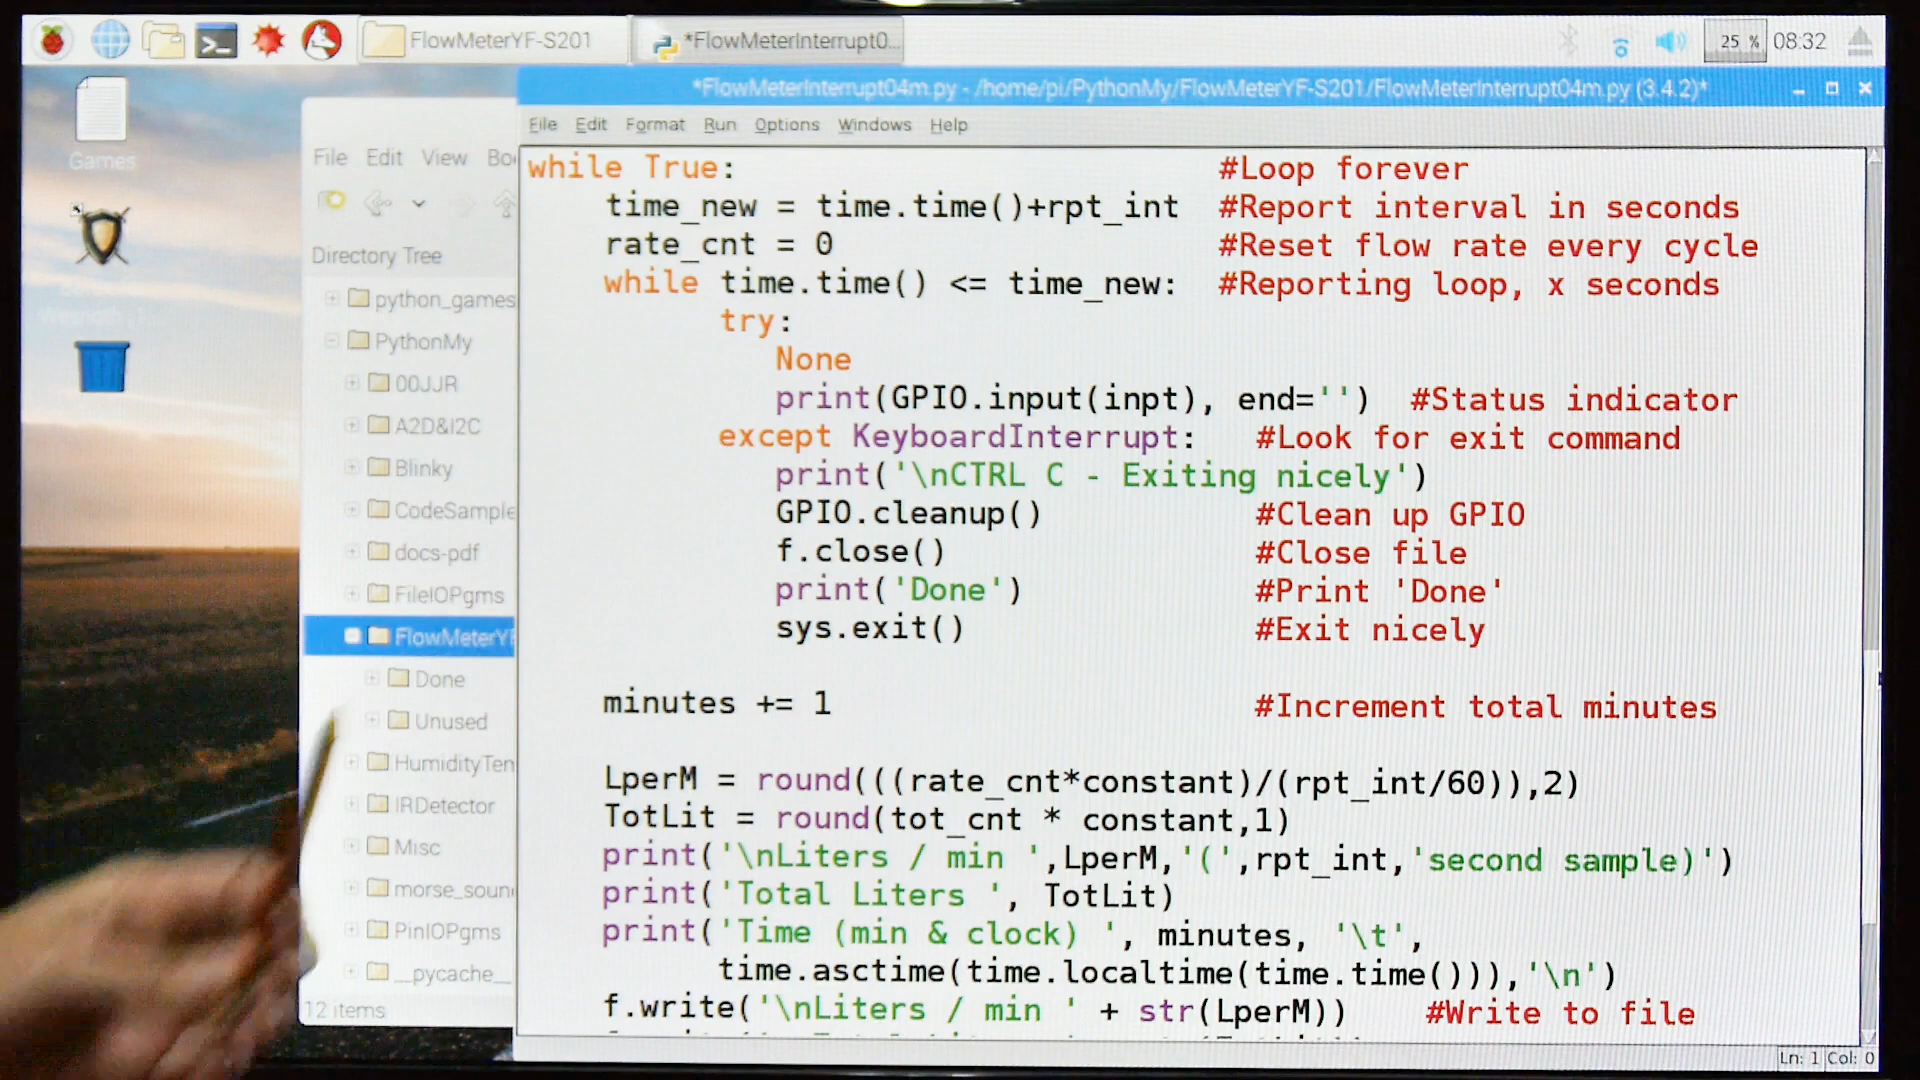 FlowMeterYF-S201
*FlowMeterInterrupt0...
25 %
08:32
*FlowMeterInterrupt04m.py - /home/pi/PythonMy/FlowMeterYF-S201/FlowMeterInterrupt04m.py (3.4.2)*
File Edit Format Run Options Windows Help
Games
File Edit View Bo
Directory Tree
python_games
PythonMy
00JJR
A2D&I2C
Blinky
CodeSample
docs-pdf
FileIOPgms
FlowMeterYF
Done
Unused
HumidityTen
IRDetector
Misc
morse_soun
PinIOPgms
__pycache__
12 items
while True: #Loop forever
time_new = time.time()+rpt_int #Report interval in seconds
rate_cnt = 0 #Reset flow rate every cycle
while time.time() <= time_new: #Reporting loop, x seconds
try:
None
print(GPIO.input(inpt), end='') #Status indicator
except KeyboardInterrupt: #Look for exit command
print('\nCTRL C - Exiting nicely')
GPIO.cleanup() #Clean up GPIO
f.close() #Close file
print('Done') #Print 'Done'
sys.exit() #Exit nicely
minutes += 1 #Increment total minutes
LperM = round(((rate_cnt*constant)/(rpt_int/60)),2)
TotLit = round(tot_cnt * constant,1)
print('\nLiters / min ',LperM,'(',rpt_int,'second sample)')
print('Total Liters ', TotLit)
print('Time (min & clock) ', minutes, '\t',
time.asctime(time.localtime(time.time())),'\n')
f.write('\nLiters / min ' + str(LperM)) #Write to file
Ln: 1 Col: 0